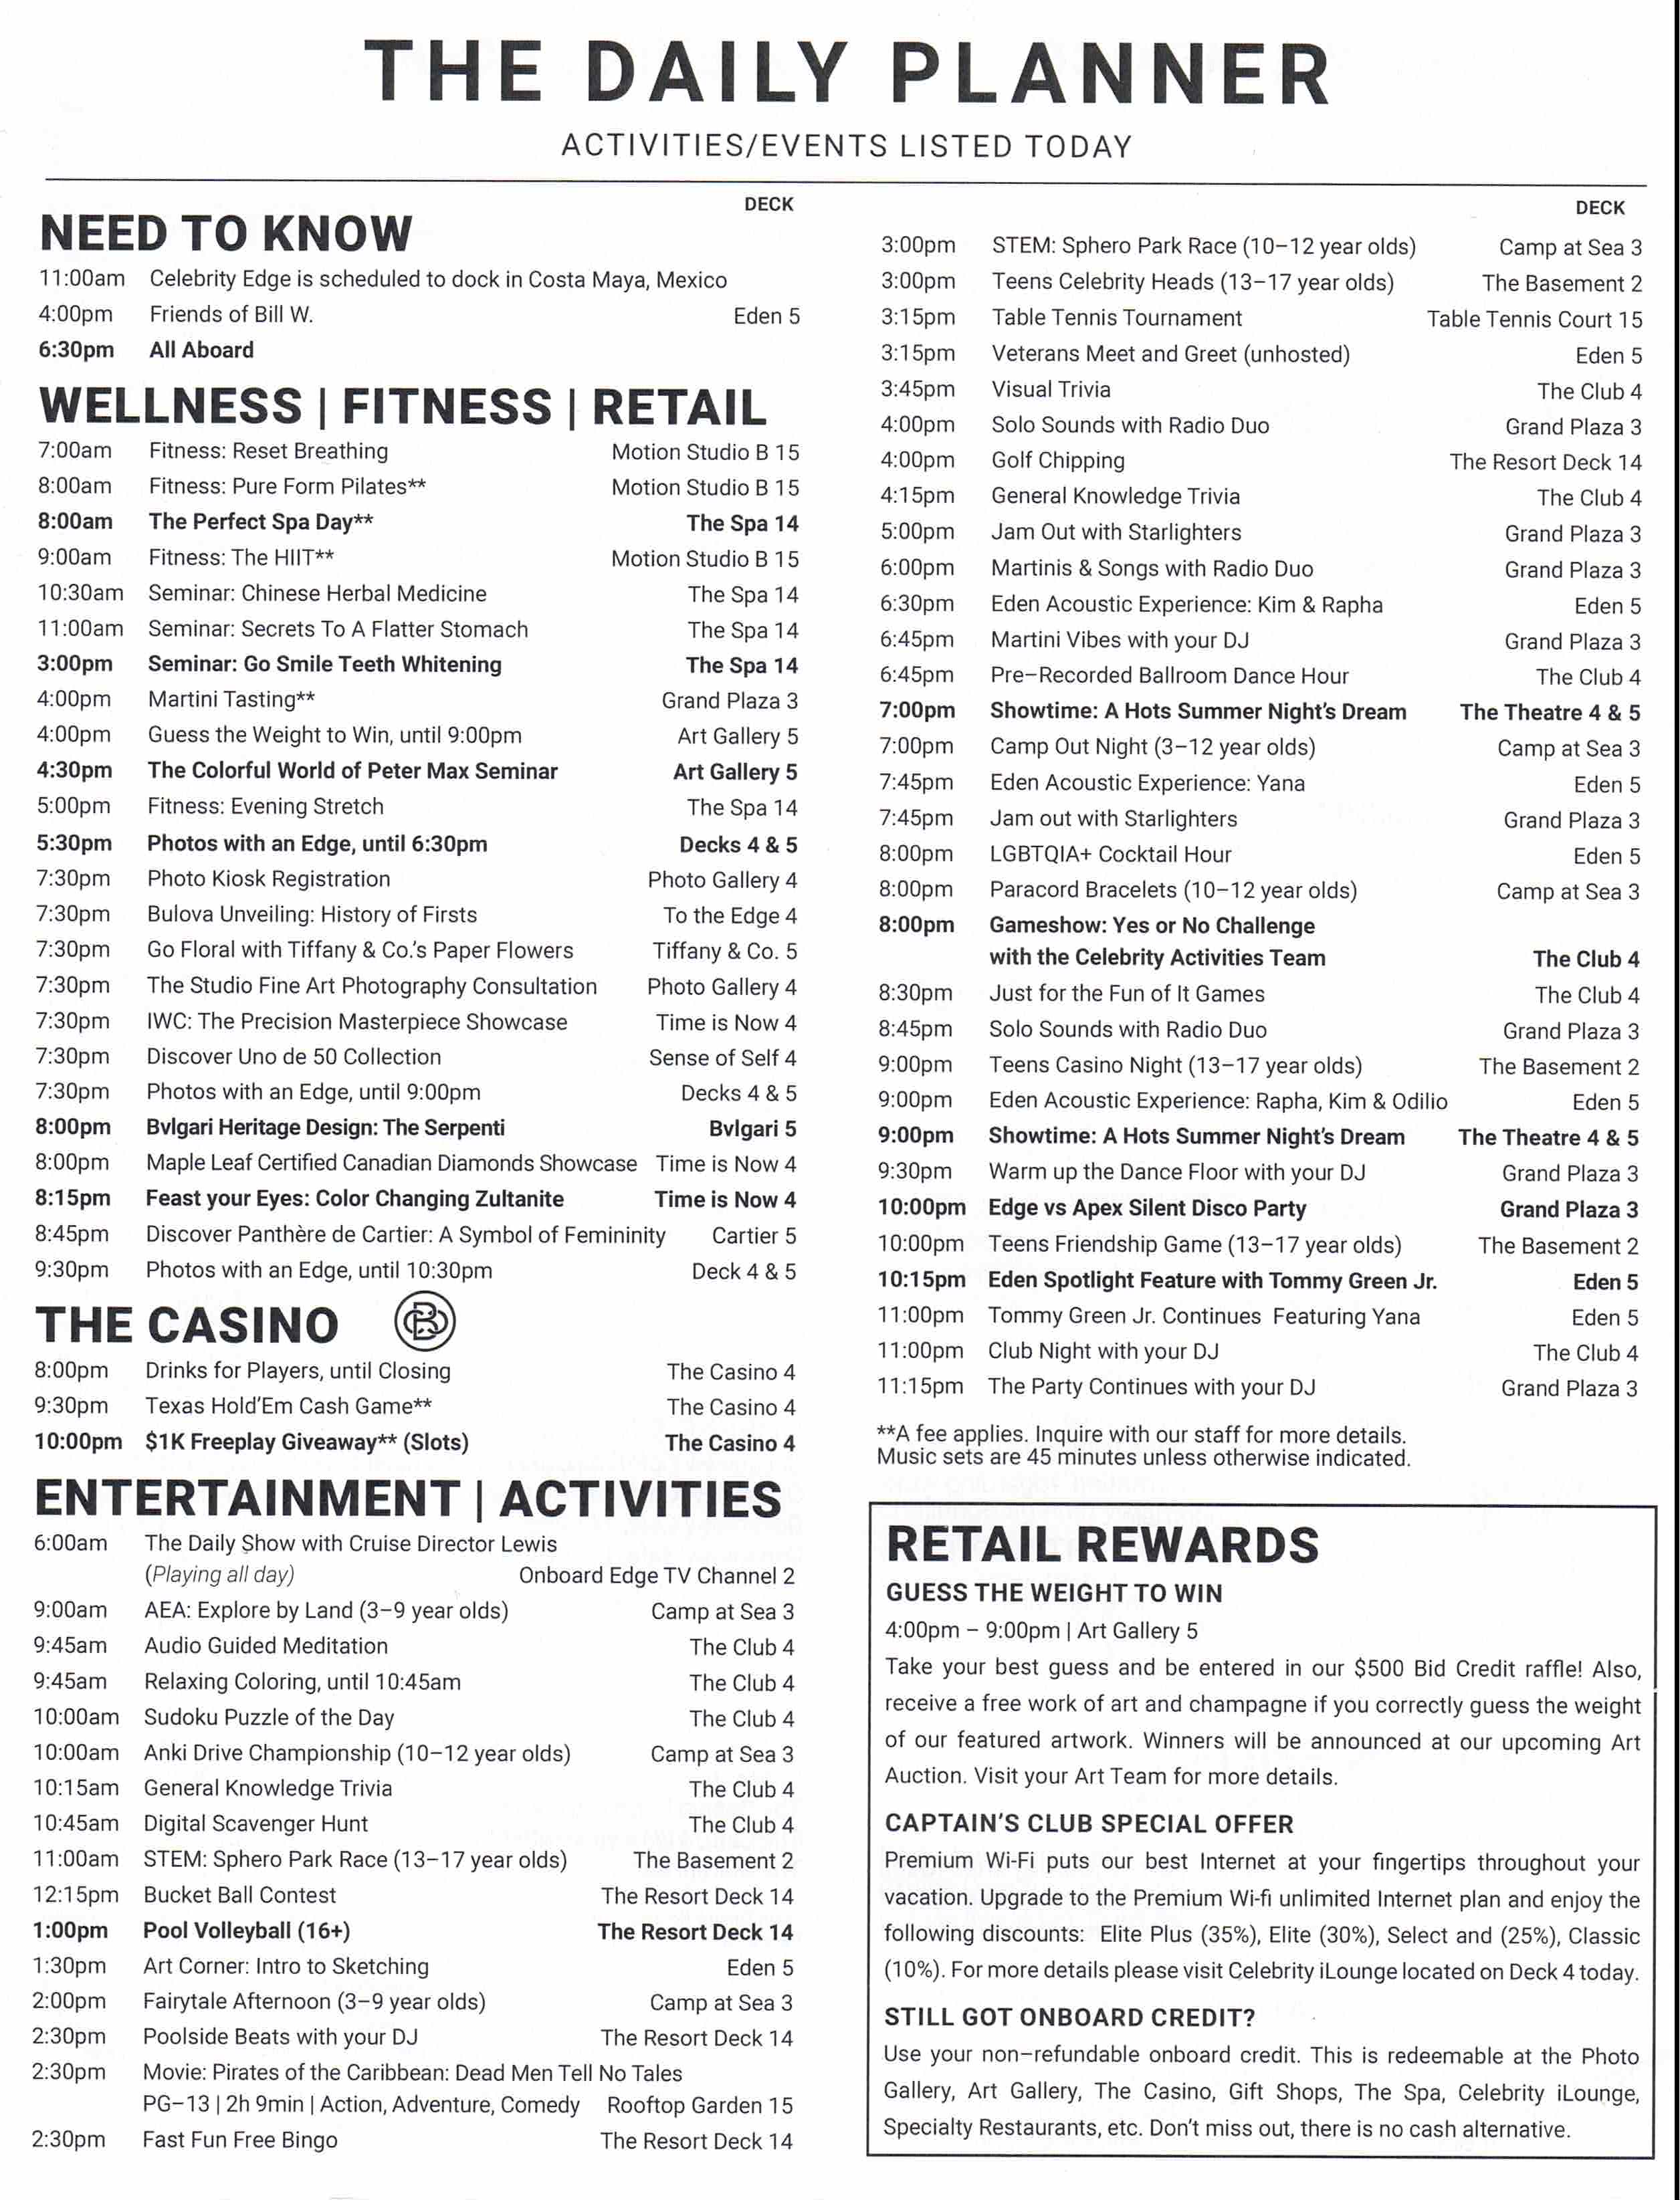 THE DAILY PLANNER
ACTIVITIES/EVENTS LISTED TODAY
DECK
NEED TO KNOW
11:00am Celebrity Edge is scheduled to dock in Costa Maya, Mexico
4:00pm Friends of Bill W. Eden 5
6:30pm All Aboard
WELLNESS | FITNESS | RETAIL
7:00am Fitness: Reset Breathing Motion Studio B 15
8:00am Fitness: Pure Form Pilates** Motion Studio B 15
8:00am The Perfect Spa Day** The Spa 14
9:00am Fitness: The HIIT** Motion Studio B 15
10:30am Seminar: Chinese Herbal Medicine The Spa 14
11:00am Seminar: Secrets To A Flatter Stomach The Spa 14
3:00pm Seminar: Go Smile Teeth Whitening The Spa 14
4:00pm Martini Tasting** Grand Plaza 3
4:00pm Guess the Weight to Win, until 9:00pm Art Gallery 5
4:30pm The Colorful World of Peter Max Seminar Art Gallery 5
5:00pm Fitness: Evening Stretch The Spa 14
5:30pm Photos with an Edge, until 6:30pm Decks 4 & 5
7:30pm Photo Kiosk Registration Photo Gallery 4
7:30pm Bulova Unveiling: History of Firsts To the Edge 4
7:30pm Go Floral with Tiffany & Co.'s Paper Flowers Tiffany & Co. 5
7:30pm The Studio Fine Art Photography Consultation Photo Gallery 4
7:30pm IWC: The Precision Masterpiece Showcase Time is Now 4
7:30pm Discover Uno de 50 Collection Sense of Self 4
7:30pm Photos with an Edge, until 9:00pm Decks 4 & 5
8:00pm Bvlgari Heritage Design: The Serpenti Bvlgari 5
8:00pm Maple Leaf Certified Canadian Diamonds Showcase Time is Now 4
8:15pm Feast your Eyes: Color Changing Zultanite Time is Now 4
8:45pm Discover Panthère de Cartier: A Symbol of Femininity Cartier 5
9:30pm Photos with an Edge, until 10:30pm Deck 4 & 5
THE CASINO
8:00pm Drinks for Players, until Closing The Casino 4
9:30pm Texas Hold'Em Cash Game** The Casino 4
10:00pm $1K Freeplay Giveaway** (Slots) The Casino 4
ENTERTAINMENT | ACTIVITIES
6:00am The Daily Show with Cruise Director Lewis
(Playing all day) Onboard Edge TV Channel 2
9:00am AEA: Explore by Land (3–9 year olds) Camp at Sea 3
9:45am Audio Guided Meditation The Club 4
9:45am Relaxing Coloring, until 10:45am The Club 4
10:00am Sudoku Puzzle of the Day The Club 4
10:00am Anki Drive Championship (10–12 year olds) Camp at Sea 3
10:15am General Knowledge Trivia The Club 4
10:45am Digital Scavenger Hunt The Club 4
11:00am STEM: Sphero Park Race (13–17 year olds) The Basement 2
12:15pm Bucket Ball Contest The Resort Deck 14
1:00pm Pool Volleyball (16+) The Resort Deck 14
1:30pm Art Corner: Intro to Sketching Eden 5
2:00pm Fairytale Afternoon (3–9 year olds) Camp at Sea 3
2:30pm Poolside Beats with your DJ The Resort Deck 14
2:30pm Movie: Pirates of the Caribbean: Dead Men Tell No Tales
PG–13 | 2h 9min | Action, Adventure, Comedy Rooftop Garden 15
2:30pm Fast Fun Free Bingo The Resort Deck 14
DECK
3:00pm STEM: Sphero Park Race (10–12 year olds) Camp at Sea 3
3:00pm Teens Celebrity Heads (13–17 year olds) The Basement 2
3:15pm Table Tennis Tournament Table Tennis Court 15
3:15pm Veterans Meet and Greet (unhosted) Eden 5
3:45pm Visual Trivia The Club 4
4:00pm Solo Sounds with Radio Duo Grand Plaza 3
4:00pm Golf Chipping The Resort Deck 14
4:15pm General Knowledge Trivia The Club 4
5:00pm Jam Out with Starlighters Grand Plaza 3
6:00pm Martinis & Songs with Radio Duo Grand Plaza 3
6:30pm Eden Acoustic Experience: Kim & Rapha Eden 5
6:45pm Martini Vibes with your DJ Grand Plaza 3
6:45pm Pre–Recorded Ballroom Dance Hour The Club 4
7:00pm Showtime: A Hots Summer Night's Dream The Theatre 4 & 5
7:00pm Camp Out Night (3–12 year olds) Camp at Sea 3
7:45pm Eden Acoustic Experience: Yana Eden 5
7:45pm Jam out with Starlighters Grand Plaza 3
8:00pm LGBTQIA+ Cocktail Hour Eden 5
8:00pm Paracord Bracelets (10–12 year olds) Camp at Sea 3
8:00pm Gameshow: Yes or No Challenge
with the Celebrity Activities Team The Club 4
8:30pm Just for the Fun of It Games The Club 4
8:45pm Solo Sounds with Radio Duo Grand Plaza 3
9:00pm Teens Casino Night (13–17 year olds) The Basement 2
9:00pm Eden Acoustic Experience: Rapha, Kim & Odilio Eden 5
9:00pm Showtime: A Hots Summer Night's Dream The Theatre 4 & 5
9:30pm Warm up the Dance Floor with your DJ Grand Plaza 3
10:00pm Edge vs Apex Silent Disco Party Grand Plaza 3
10:00pm Teens Friendship Game (13–17 year olds) The Basement 2
10:15pm Eden Spotlight Feature with Tommy Green Jr. Eden 5
11:00pm Tommy Green Jr. Continues Featuring Yana Eden 5
11:00pm Club Night with your DJ The Club 4
11:15pm The Party Continues with your DJ Grand Plaza 3
**A fee applies. Inquire with our staff for more details.
Music sets are 45 minutes unless otherwise indicated.
RETAIL REWARDS
GUESS THE WEIGHT TO WIN
4:00pm – 9:00pm | Art Gallery 5
Take your best guess and be entered in our $500 Bid Credit raffle! Also,
receive a free work of art and champagne if you correctly guess the weight
of our featured artwork. Winners will be announced at our upcoming Art
Auction. Visit your Art Team for more details.
CAPTAIN'S CLUB SPECIAL OFFER
Premium Wi-Fi puts our best Internet at your fingertips throughout your
vacation. Upgrade to the Premium Wi-fi unlimited Internet plan and enjoy the
following discounts: Elite Plus (35%), Elite (30%), Select and (25%), Classic
(10%). For more details please visit Celebrity iLounge located on Deck 4 today.
STILL GOT ONBOARD CREDIT?
Use your non–refundable onboard credit. This is redeemable at the Photo
Gallery, Art Gallery, The Casino, Gift Shops, The Spa, Celebrity iLounge,
Specialty Restaurants, etc. Don't miss out, there is no cash alternative.